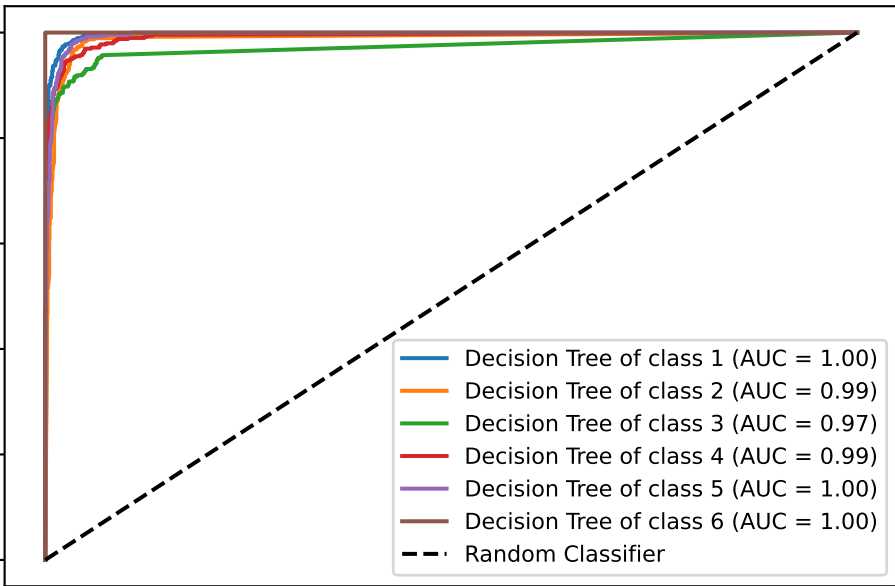 Decision Tree of class 1 (AUC = 1.00)
Decision Tree of class 2 (AUC = 0.99)
Decision Tree of class 3 (AUC = 0.97)
Decision Tree of class 4 (AUC = 0.99)
Decision Tree of class 5 (AUC = 1.00)
Decision Tree of class 6 (AUC = 1.00)
Random Classifier